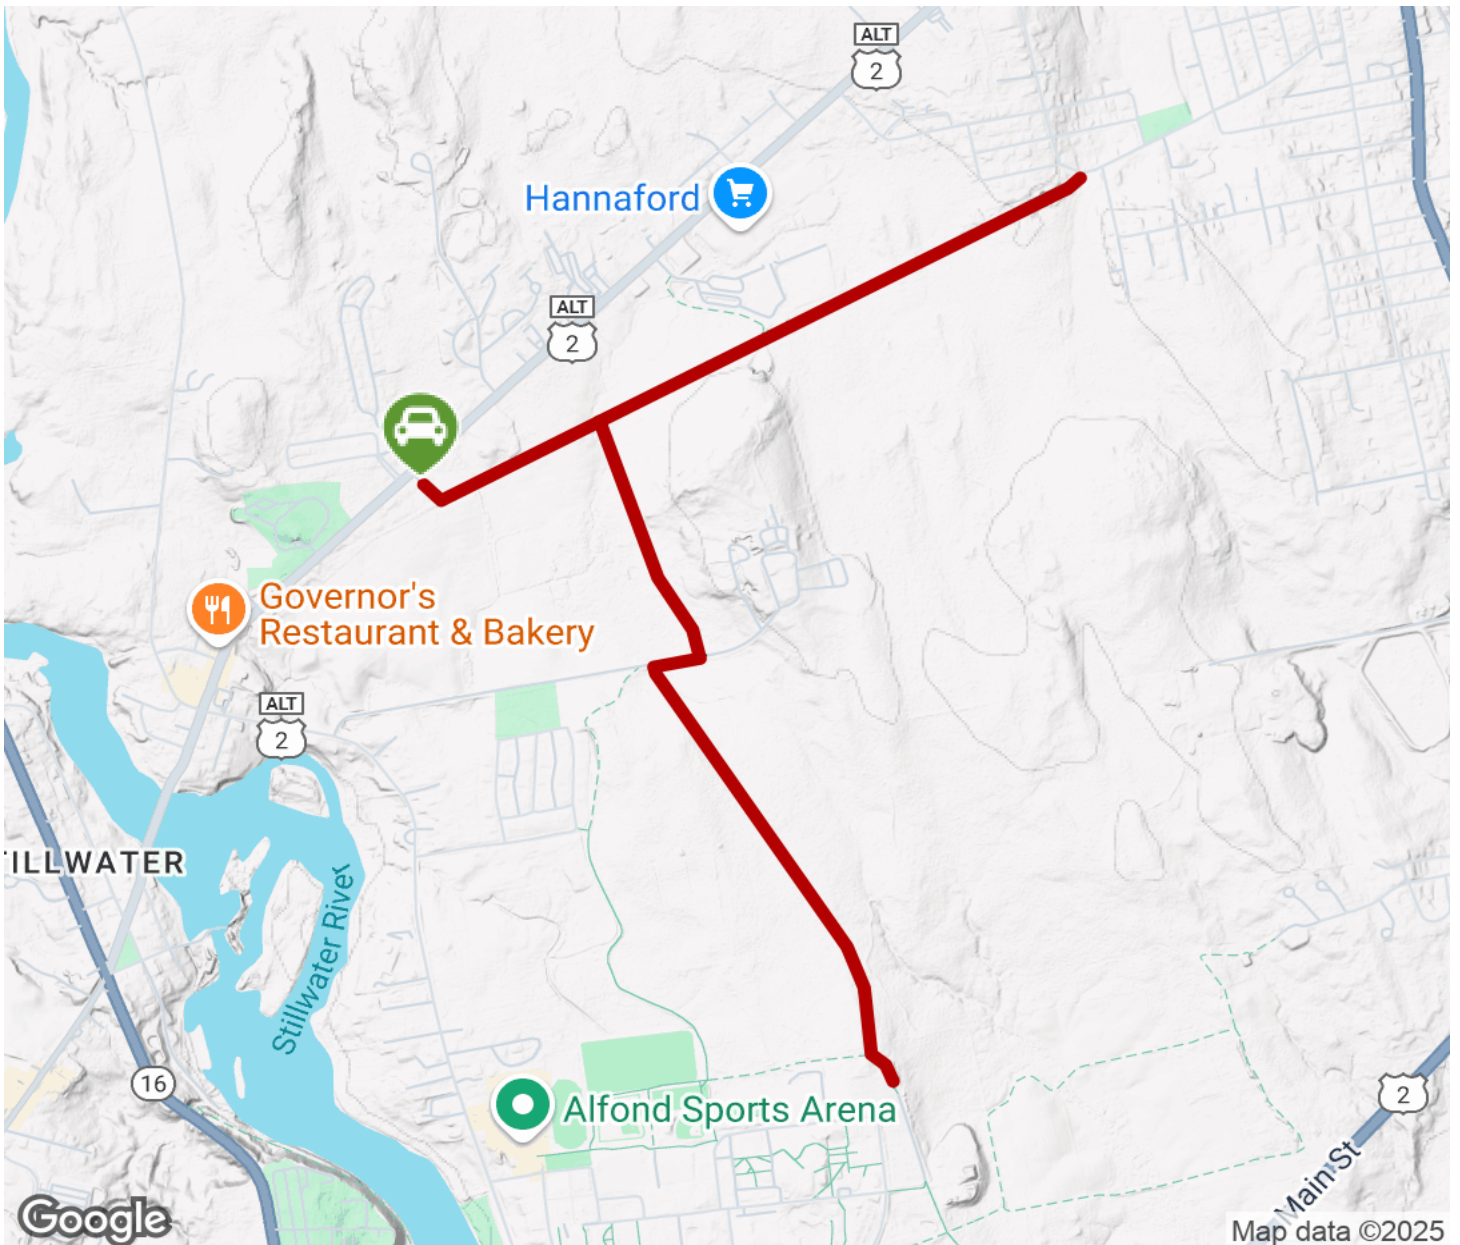 ALT
2
Hannaford
ALT
2
Governor's
Restaurant & Bakery
ALT
2
TILLWATER
Stillwater River
16
Alfond Sports Arena
2
Main St
Google
Map data ©2025